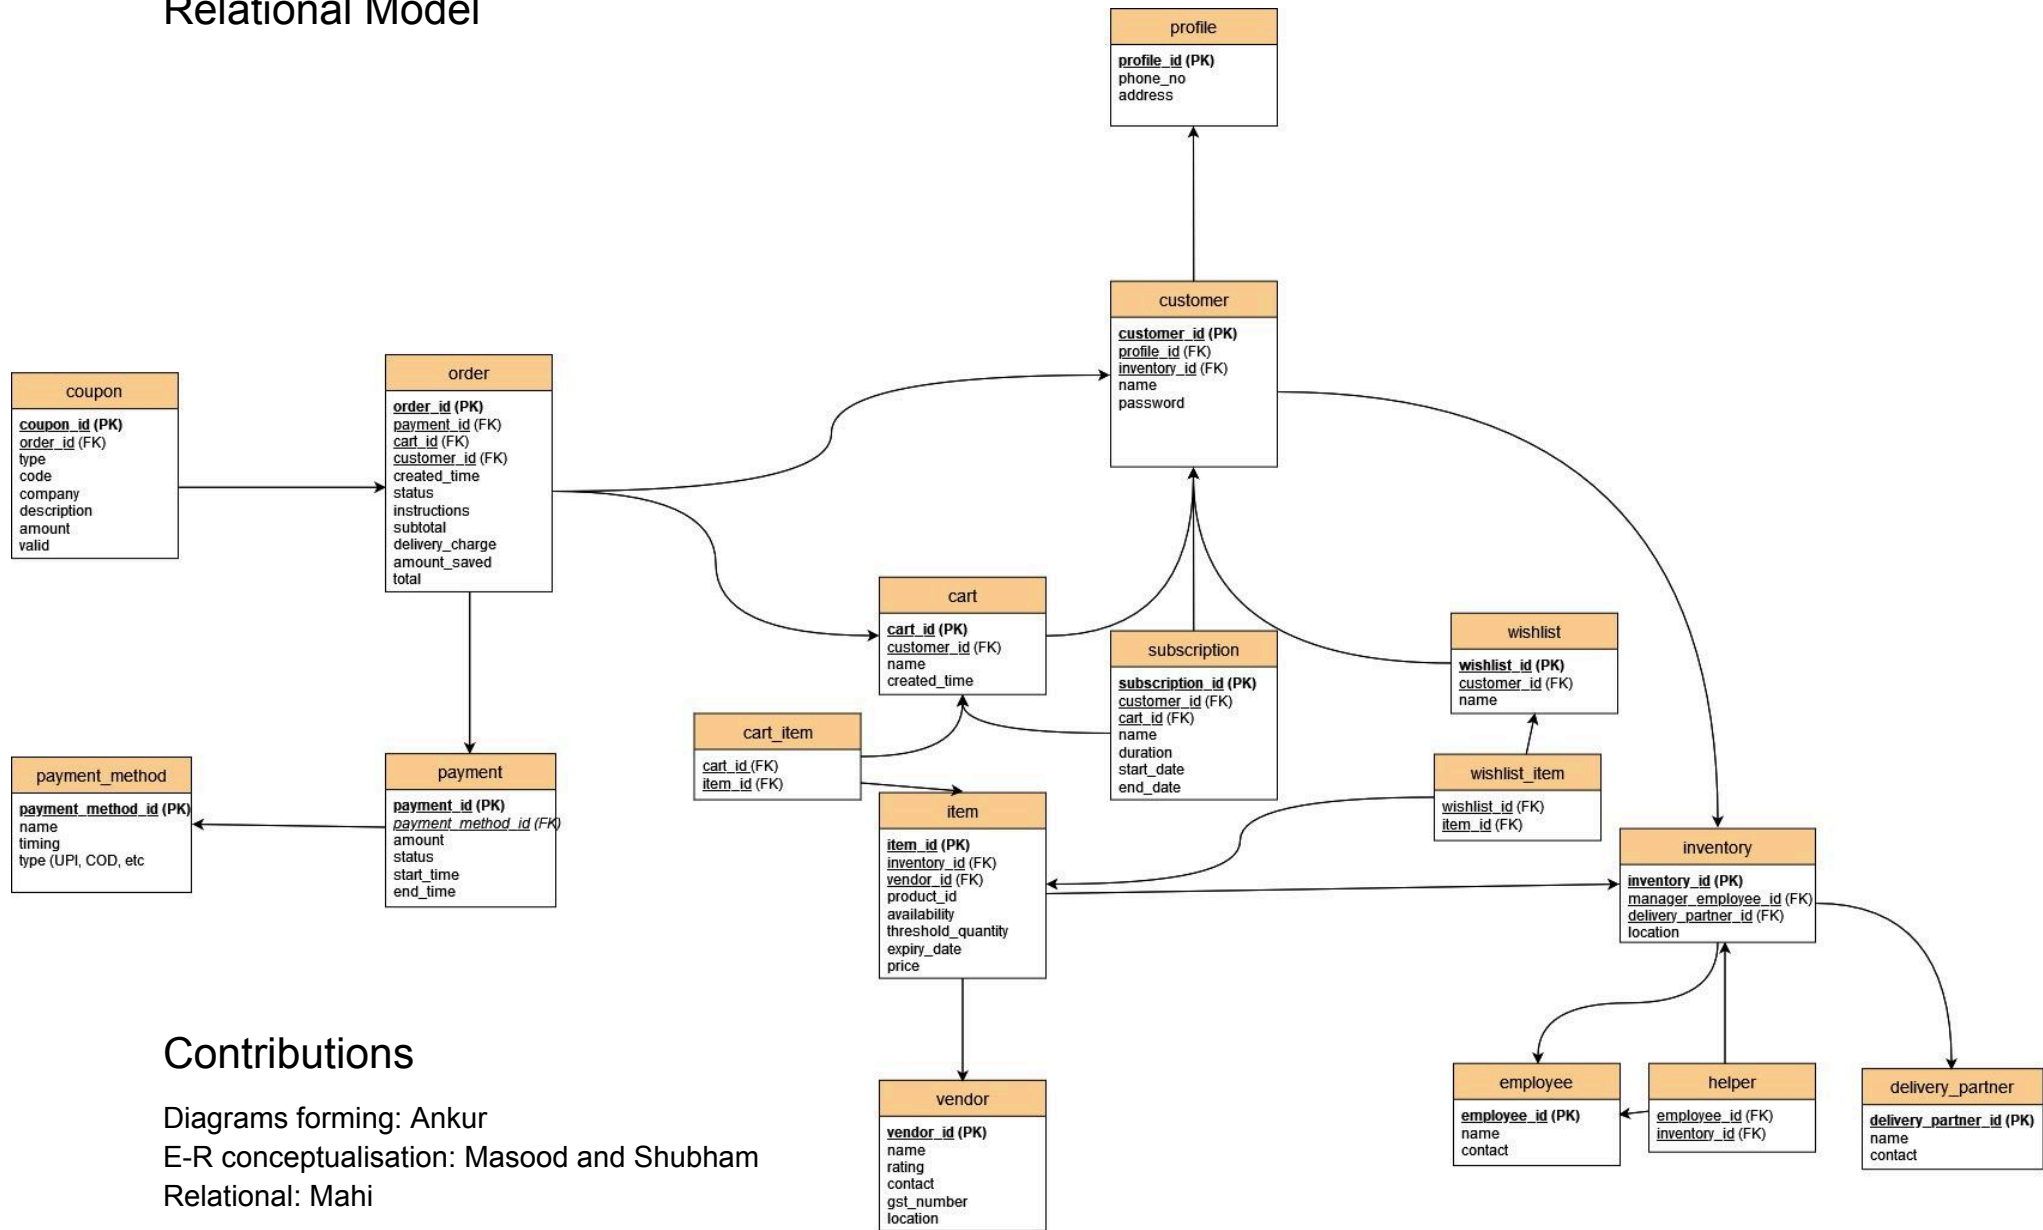 Relational Model
profile
profile_id (PK)
phone_no
address
customer
customer_id (PK)
profile_id (FK)
inventory_id (FK)
name
password
coupon
coupon_id (PK)
order_id (FK)
type
code
company
description
amount
valid
order
order_id (PK)
payment_id (FK)
cart_id (FK)
customer_id (FK)
created_time
status
instructions
subtotal
delivery_charge
amount_saved
total
cart
cart_id (PK)
customer_id (FK)
name
created_time
subscription
subscription_id (PK)
customer_id (FK)
cart_id (FK)
name
duration
start_date
end_date
wishlist
wishlist_id (PK)
customer_id (FK)
name
cart_item
cart_id (FK)
item_id (FK)
wishlist_item
wishlist_id (FK)
item_id (FK)
payment_method
payment_method_id (PK)
name
timing
type (UPI, COD, etc
payment
payment_id (PK)
payment_method_id (FK)
amount
status
start_time
end_time
item
item_id (PK)
inventory_id (FK)
vendor_id (FK)
product_id
availability
threshold_quantity
expiry_date
price
inventory
inventory_id (PK)
manager_employee_id (FK)
delivery_partner_id (FK)
location
employee
employee_id (PK)
name
contact
helper
employee_id (FK)
inventory_id (FK)
delivery_partner
delivery_partner_id (PK)
name
contact
vendor
vendor_id (PK)
name
rating
contact
gst_number
location
Contributions
Diagrams forming: Ankur
E-R conceptualisation: Masood and Shubham
Relational: Mahi